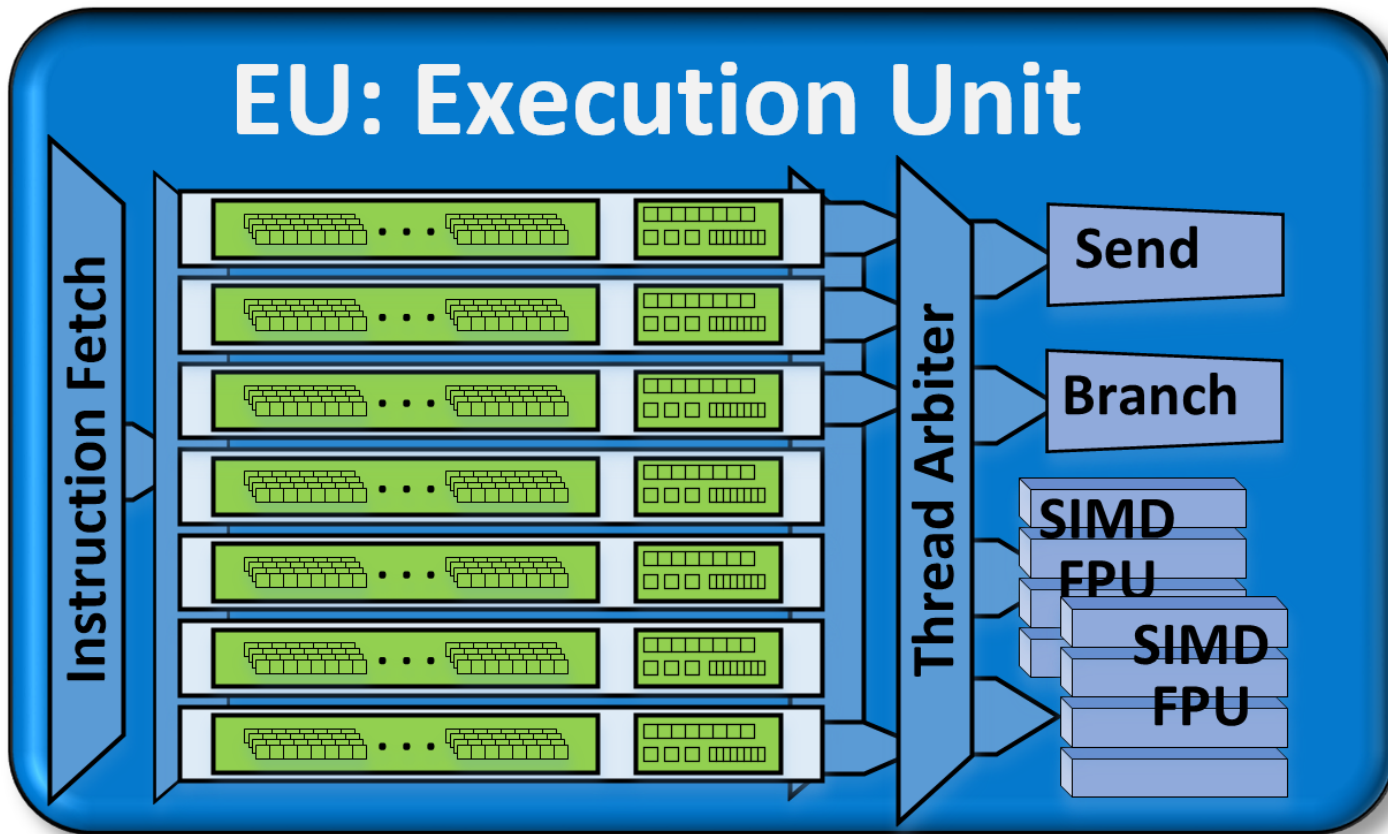 EU: Execution Unit
Instruction Fetch
Thread Arbiter
Send
Branch
SIMD
FPU
SIMD
FPU